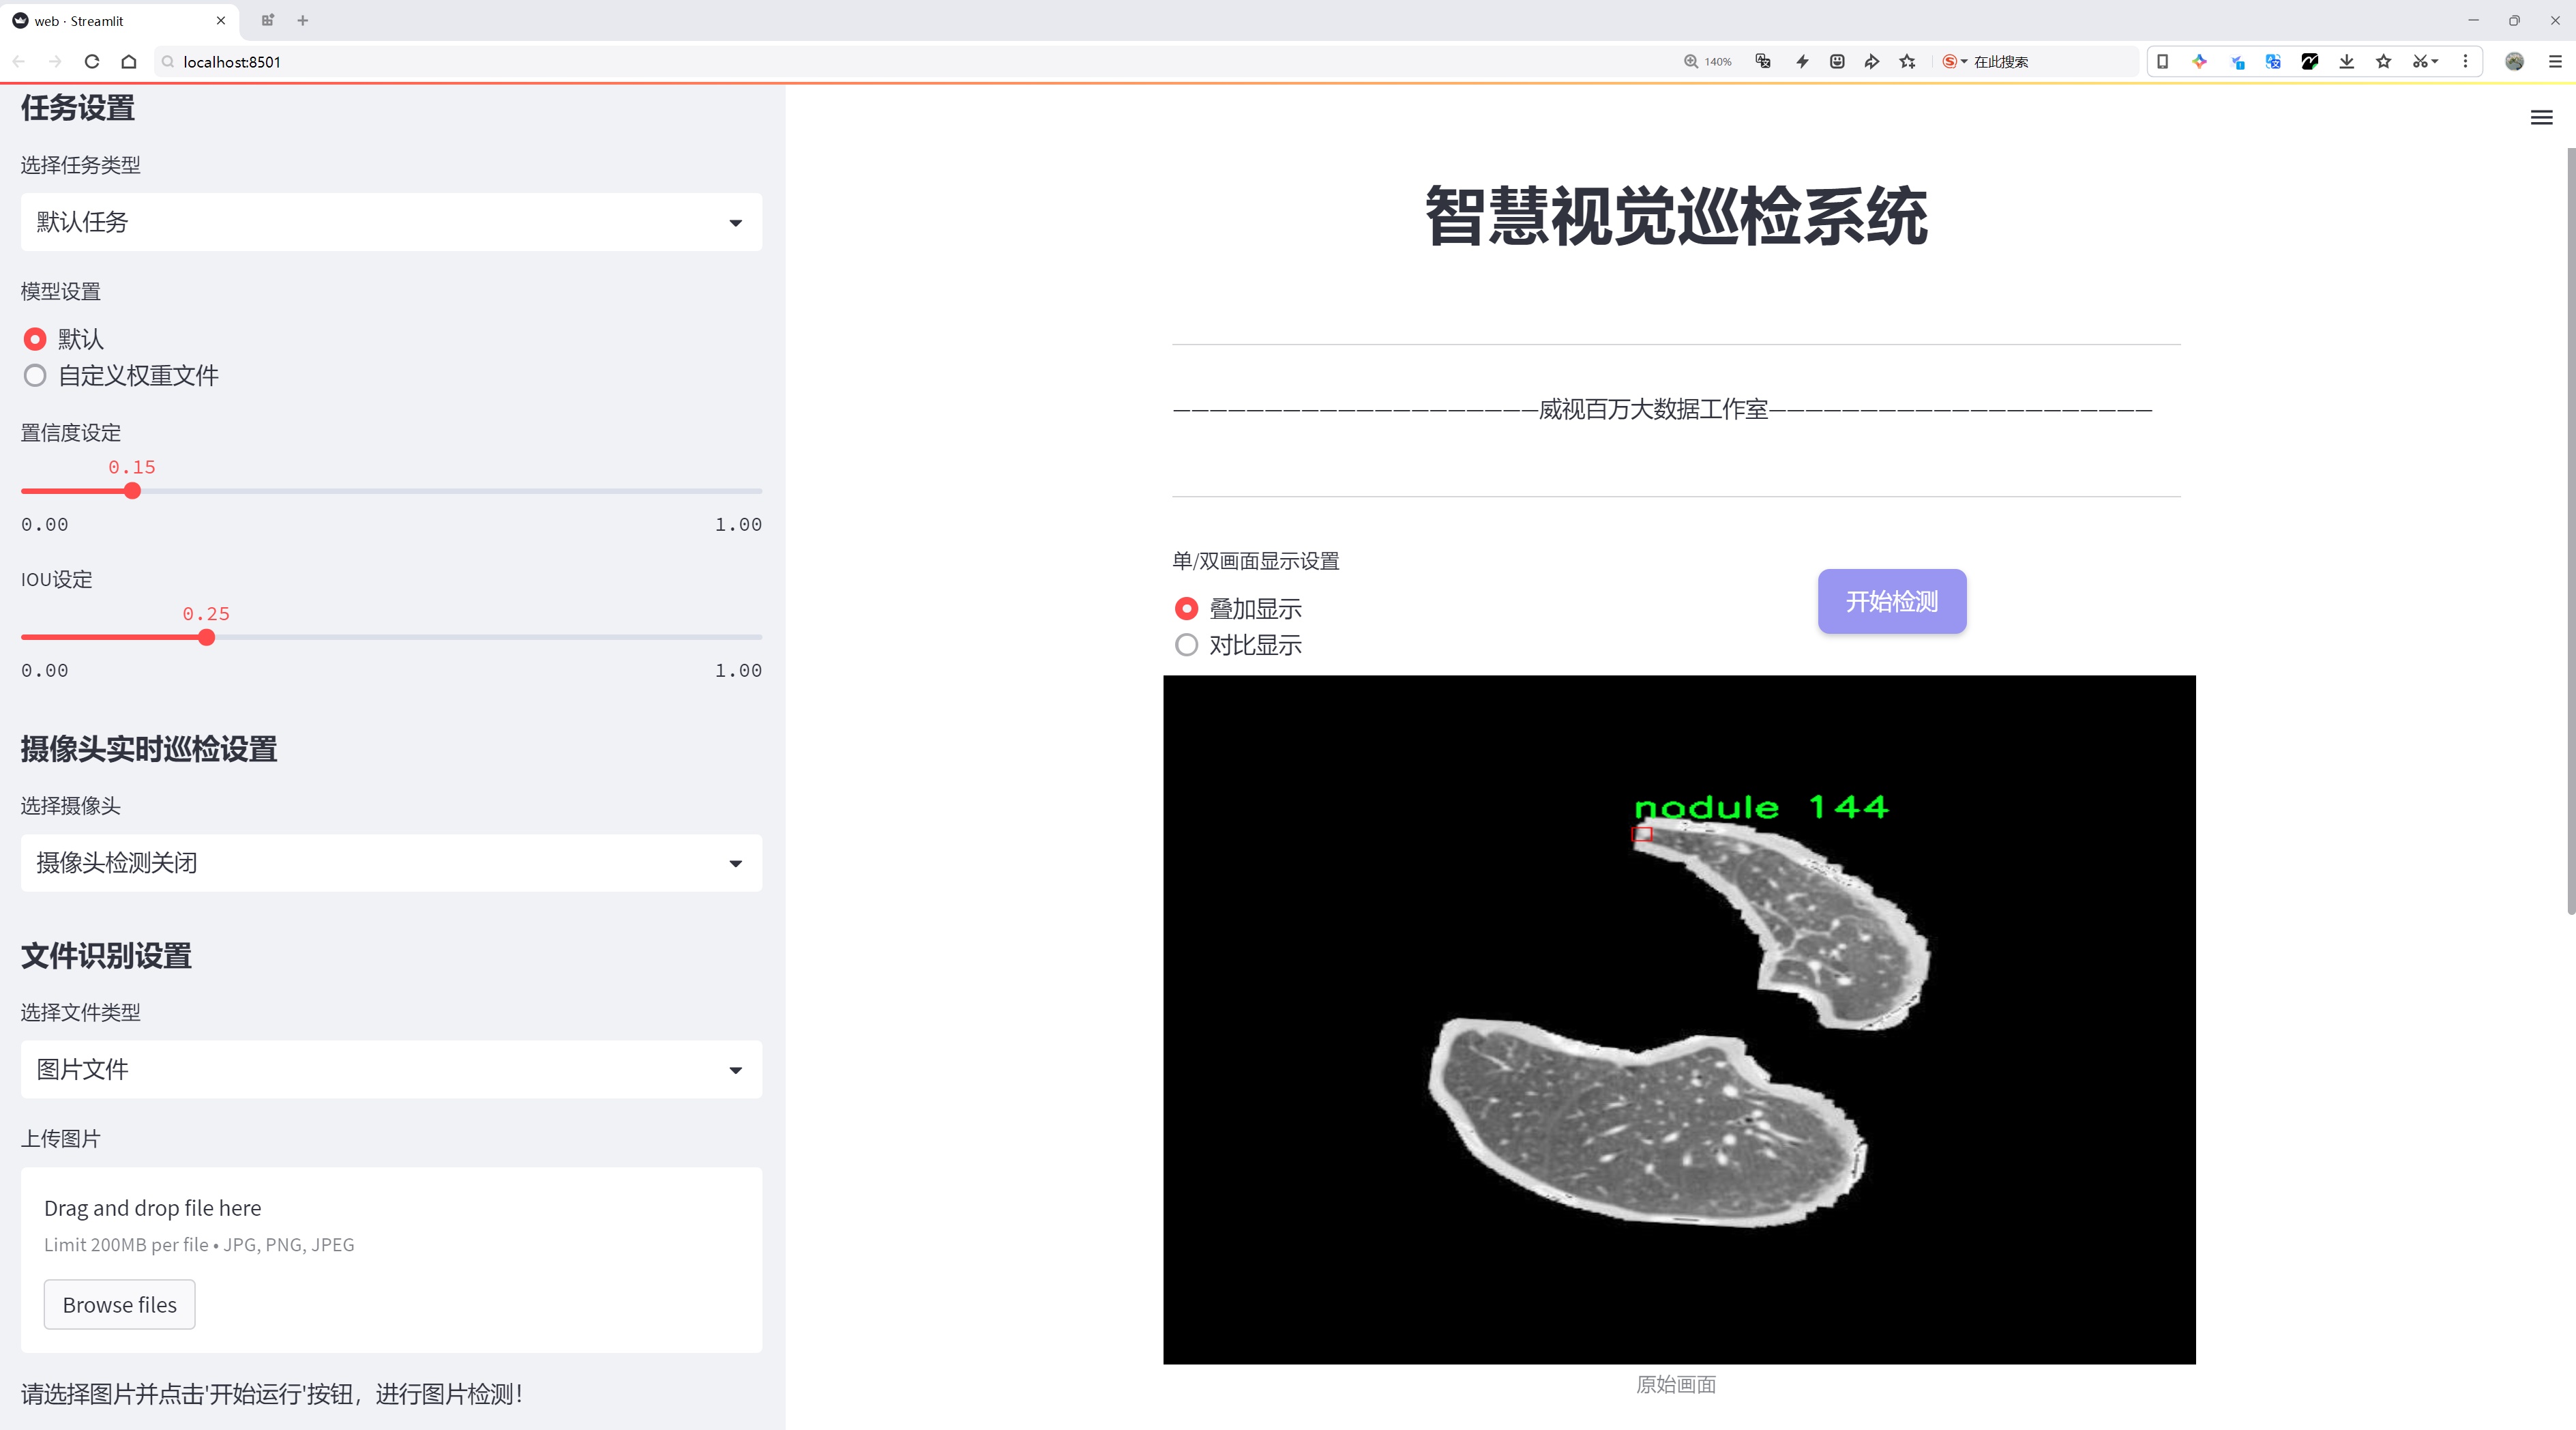 web · Streamlit
localhost:8501
140%
在此搜索
任务设置
选择任务类型
默认任务
模型设置
默认
自定义权重文件
置信度设定
0.15
0.00
1.00
IOU设定
0.25
0.00
1.00
摄像头实时巡检设置
选择摄像头
摄像头检测关闭
文件识别设置
选择文件类型
图片文件
上传图片
Drag and drop file here
Limit 200MB per file • JPG, PNG, JPEG
Browse files
请选择图片并点击'开始运行'按钮，进行图片检测！
智慧视觉巡检系统
————————————————————威视百万大数据工作室—————————————————————
单/双画面显示设置
叠加显示
对比显示
开始检测
nodule 144
原始画面